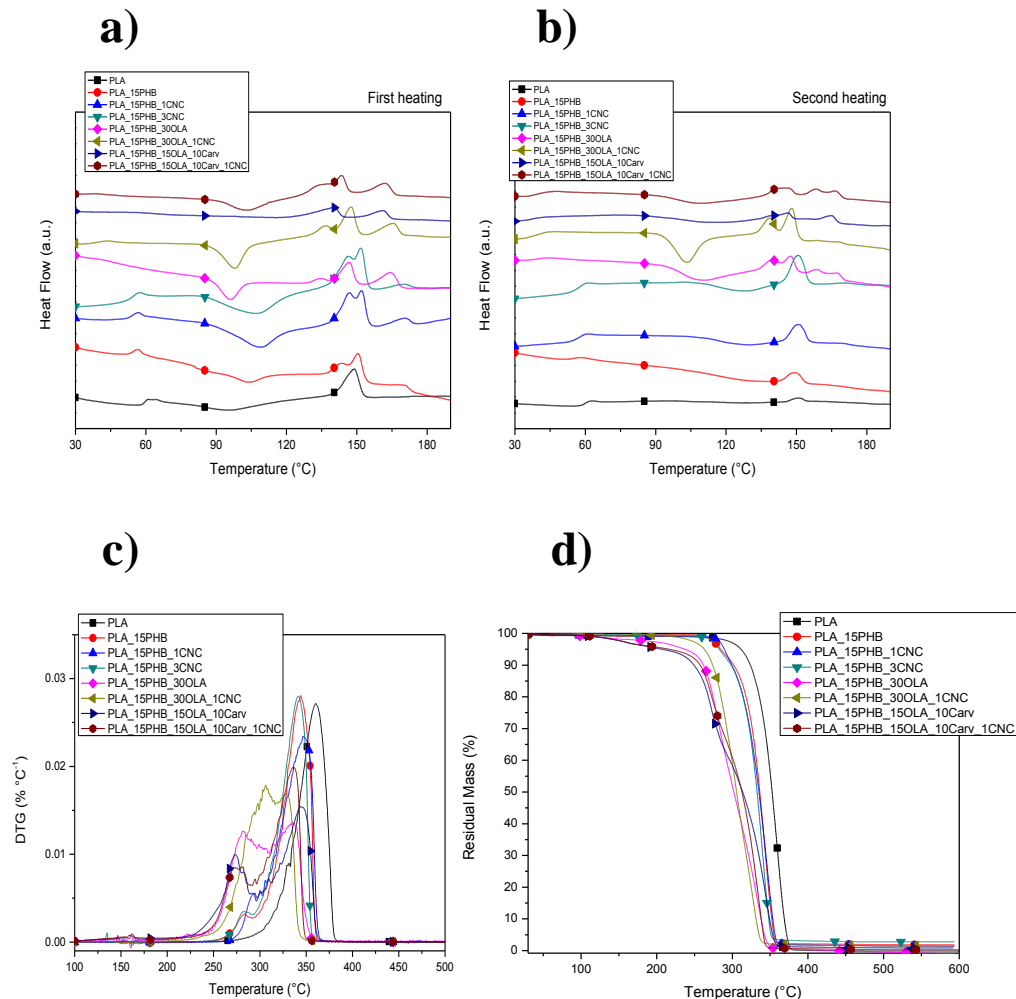 a)
PLA
PLA_15PHB
PLA_15PHB_1CNC
PLA_15PHB_3CNC
PLA_15PHB_30OLA
PLA_15PHB_30OLA_1CNC
PLA_PHB_15OLA_10Carv
PLA_PHB_15OLA_10Carv_1CNC
First heating
Heat Flow (a.u.)
30 60 90 120 150 180
Temperature (°C)
b)
PLA
PLA_15PHB
PLA_15PHB_1CNC
PLA_15PHB_3CNC
PLA_15PHB_30OLA
PLA_15PHB_30OLA_1CNC
PLA_15PHB_15OLA_10Carv
PLA_15PHB_15OLA_10Carv_1CNC
Second heating
Heat Flow (a.u.)
30 60 90 120 150 180
Temperature (°C)
c)
PLA
PLA_15PHB
PLA_15PHB_1CNC
PLA_15PHB_3CNC
PLA_15PHB_30OLA
PLA_15PHB_30OLA_1CNC
PLA_15PHB_15OLA_10Carv
PLA_15PHB_15OLA_10Carv_1CNC
DTG (% °C⁻¹)
0.03
0.02
0.01
0.00
100 150 200 250 300 350 400 450 500
Temperature (°C)
d)
PLA
PLA_15PHB
PLA_15PHB_1CNC
PLA_15PHB_3CNC
PLA_15PHB_30OLA
PLA_15PHB_30OLA_1CNC
PLA_15PHB_15OLA_10Carv
PLA_15PHB_15OLA_10Carv_1CNC
Residual Mass (%)
100
90
80
70
60
50
40
30
20
10
0
100 200 300 400 500 600
Temperature (°C)